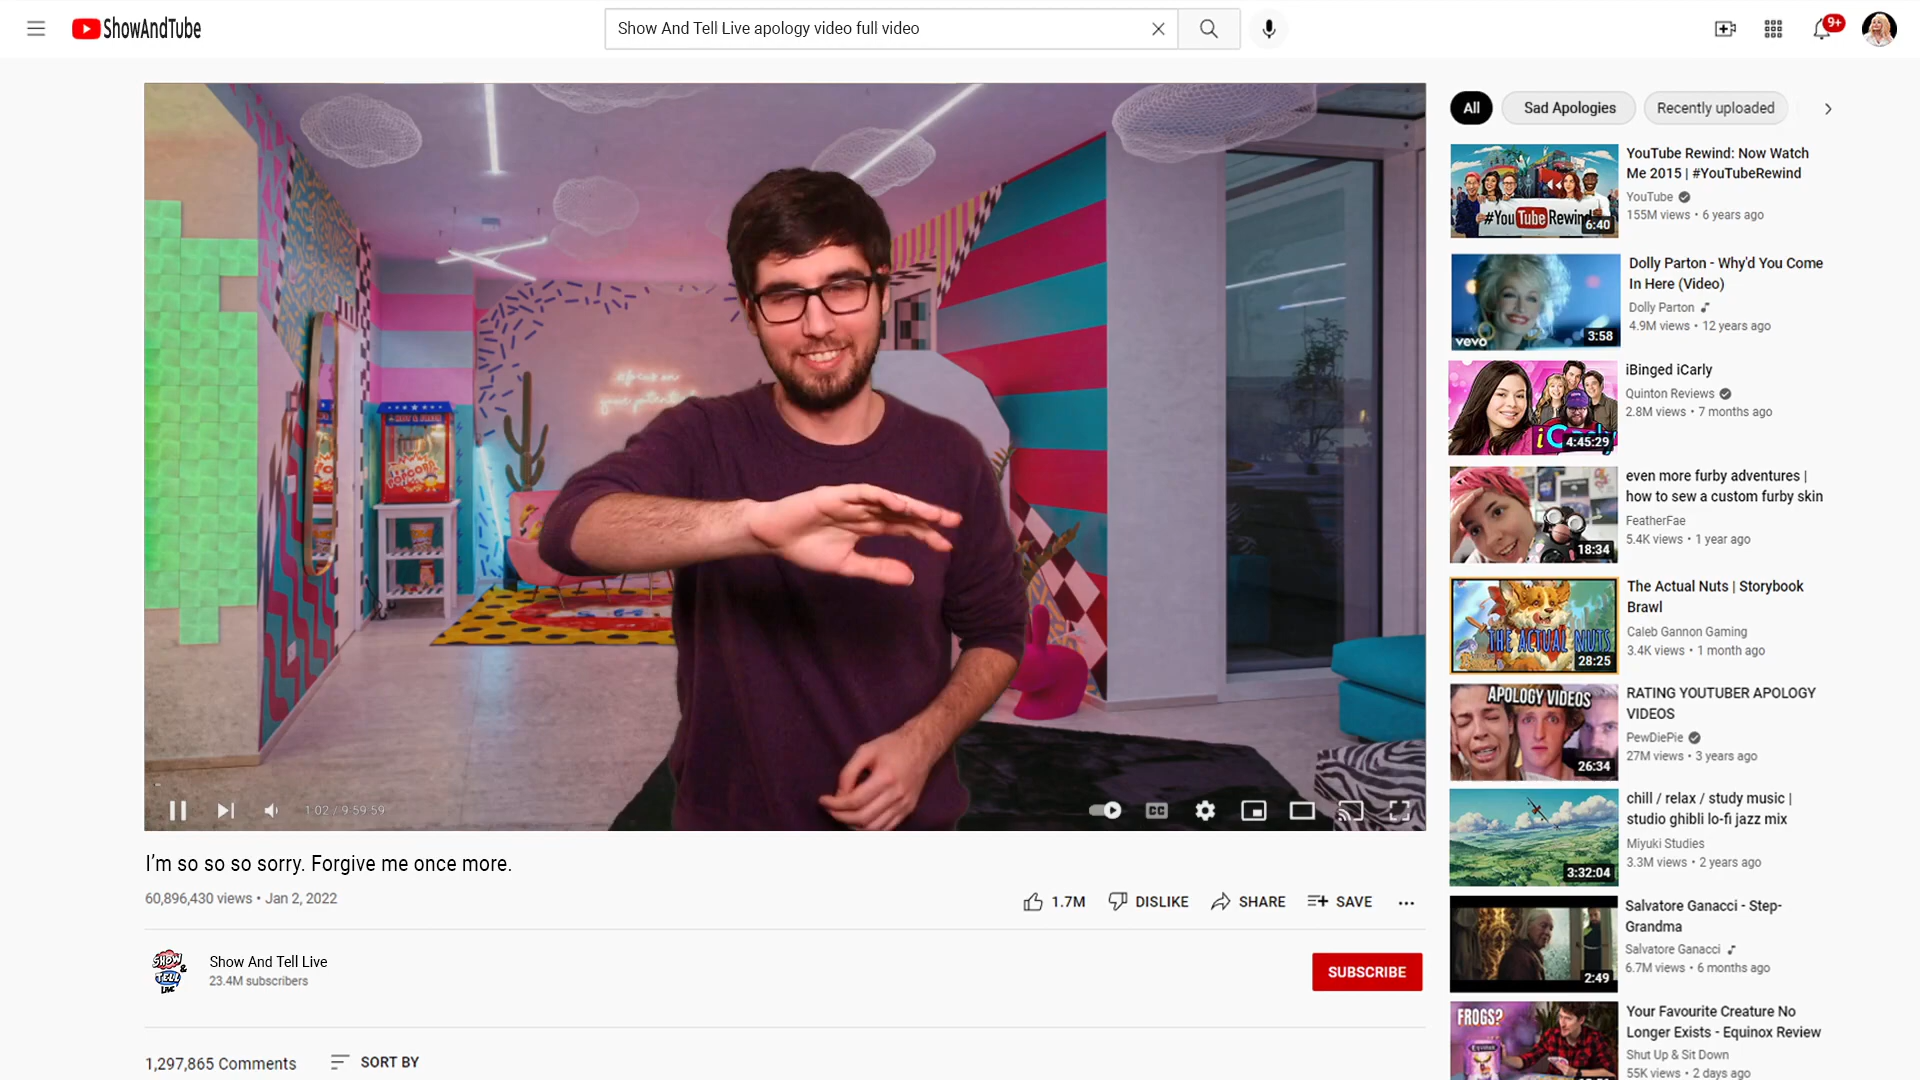 ShowAndTube
Show And Tell Live apology video full video
9+
All
Sad Apologies
Recently uploaded
focus on
your potential
1:02 / 9:59:59
CC
I'm so so so sorry. Forgive me once more.
60,896,430 views • Jan 2, 2022
1.7M
DISLIKE
SHARE
SAVE
SHOW
&
TELL
LIVE
Show And Tell Live
23.4M subscribers
SUBSCRIBE
1,297,865 Comments
SORT BY
#YouTubeRewind
6:40
YouTube Rewind: Now Watch
Me 2015 | #YouTubeRewind
YouTube
155M views • 6 years ago
vevo
3:58
Dolly Parton - Why'd You Come
In Here (Video)
Dolly Parton
4.9M views • 12 years ago
iCarly
4:45:29
iBinged iCarly
Quinton Reviews
2.8M views • 7 months ago
18:34
even more furby adventures |
how to sew a custom furby skin
FeatherFae
5.4K views • 1 year ago
THE ACTUAL NUTS
28:25
The Actual Nuts | Storybook
Brawl
Caleb Gannon Gaming
3.4K views • 1 month ago
APOLOGY VIDEOS
26:34
RATING YOUTUBER APOLOGY
VIDEOS
PewDiePie
27M views • 3 years ago
3:32:04
chill / relax / study music |
studio ghibli lo-fi jazz mix
Miyuki Studies
3.3M views • 2 years ago
2:49
Salvatore Ganacci - Step-
Grandma
Salvatore Ganacci
6.7M views • 6 months ago
FROGS?
Your Favourite Creature No
Longer Exists - Equinox Review
Shut Up & Sit Down
55K views • 2 days ago